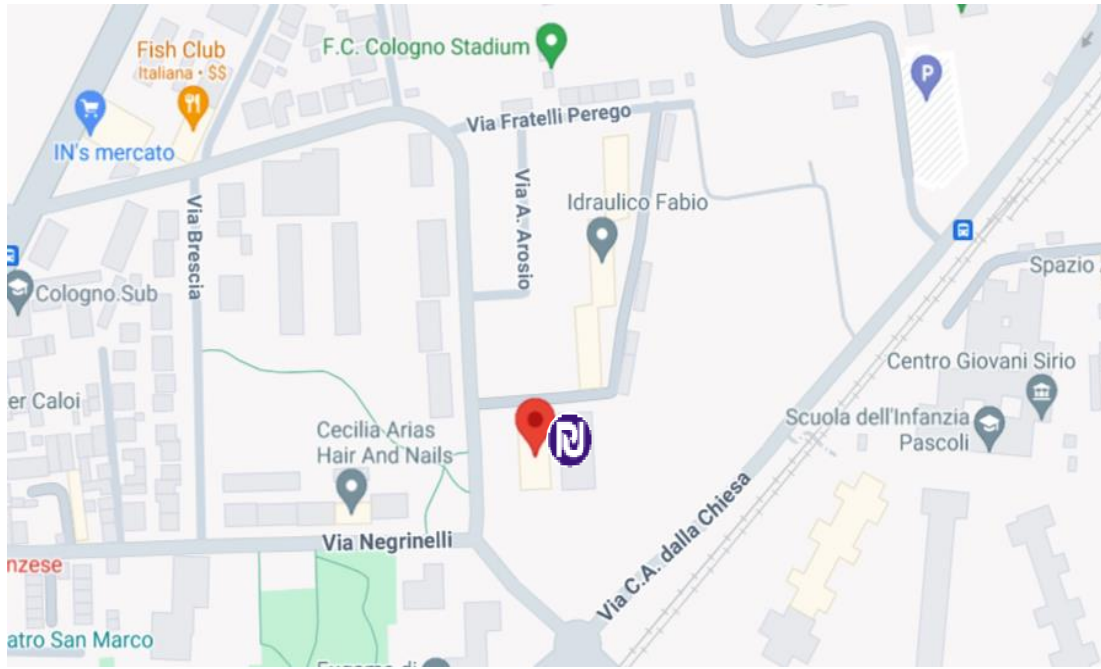 Fish Club
Italiana • $$
F.C. Cologno Stadium
P
IN's mercato
Via Fratelli Perego
Via Brescia
Via A. Arosio
Idraulico Fabio
Cologno Sub
Spazio
Centro Giovani Sirio
er Caloi
Cecilia Arias
Hair And Nails
Scuola dell'Infanzia
Pascoli
Via C.A. dalla Chiesa
Via Negrinelli
nzese
atro San Marco